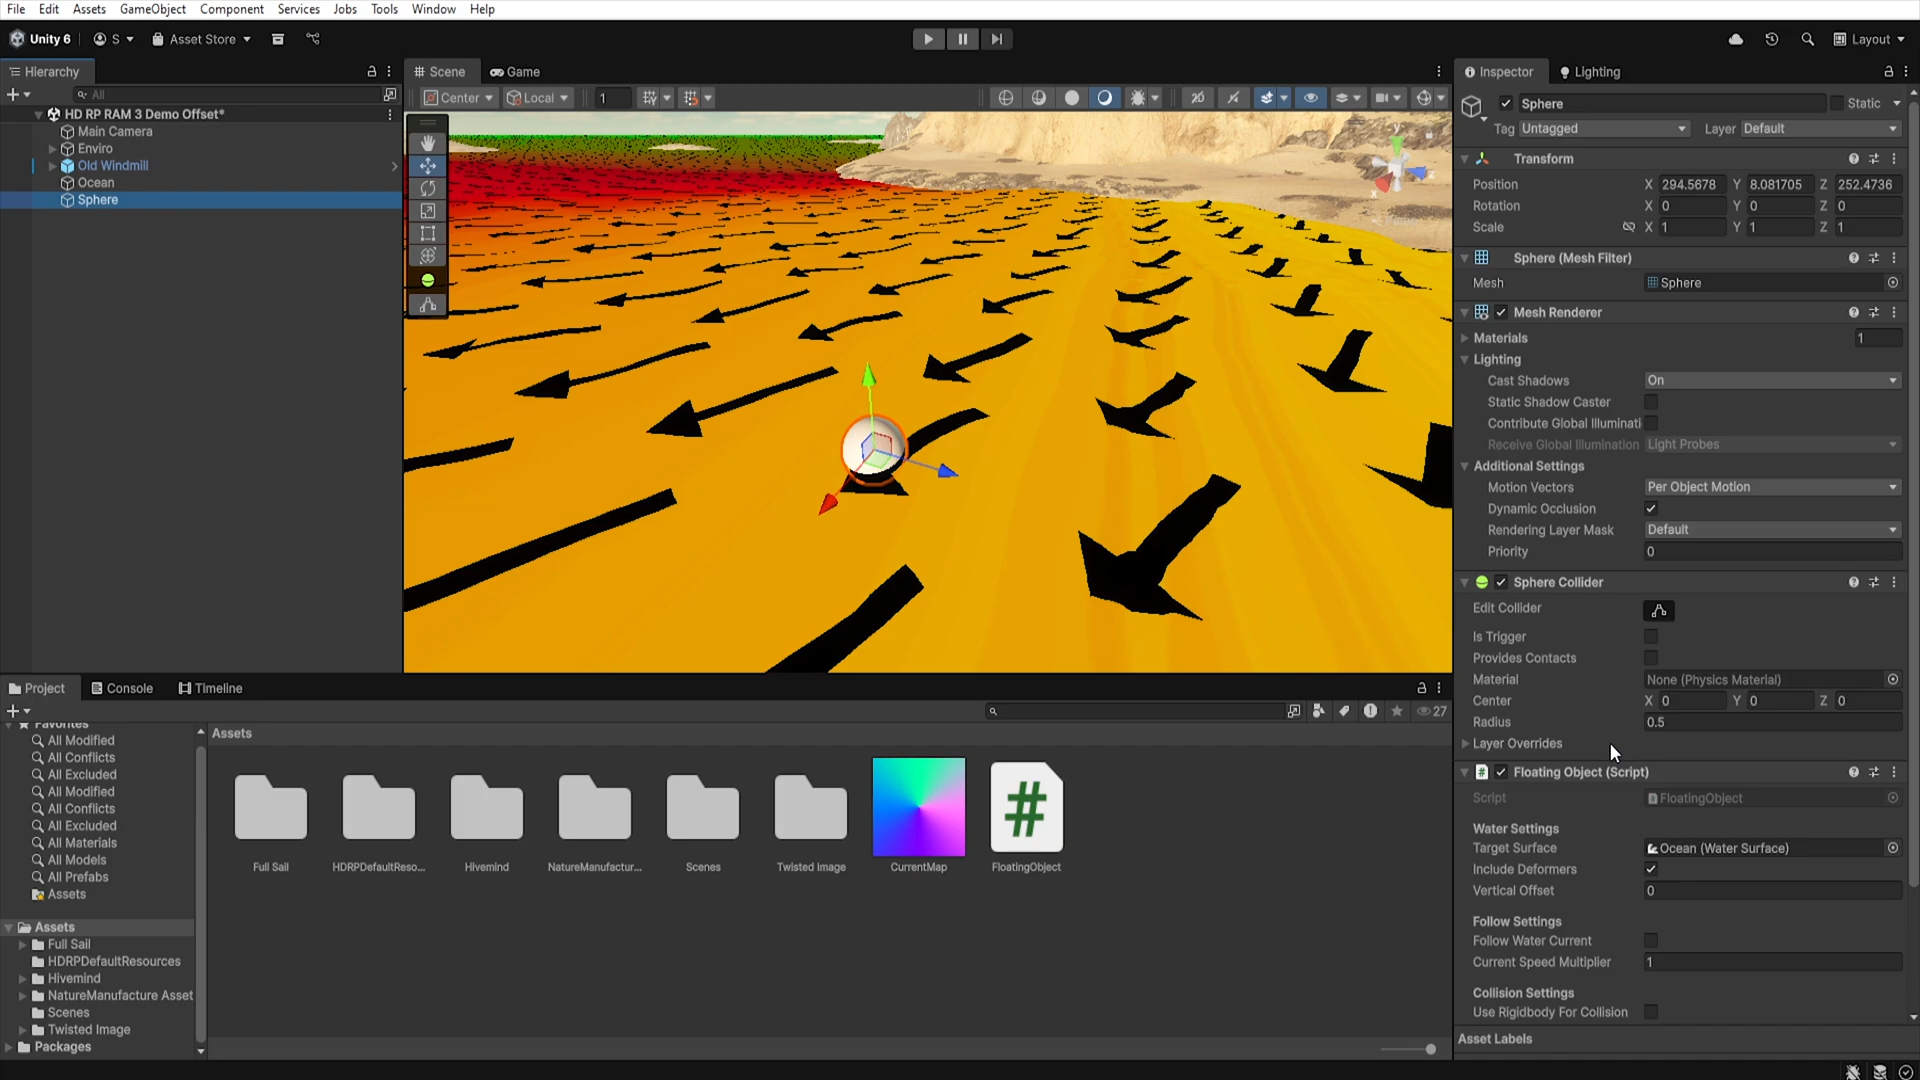 File Edit Assets GameObject Component Services Jobs Tools Window Help
Unity 6 S Asset Store Layout
Hierarchy
All
HD RP RAM 3 Demo Offset*
Main Camera
Enviro
Old Windmill
Ocean
Sphere
Scene Game
Center Local 1 2D
y
x
Inspector Lighting
Sphere Static
Tag Untagged Layer Default
Transform
Position X 294.5678 Y 8.081705 Z 252.4736
Rotation X 0 Y 0 Z 0
Scale X 1 Y 1 Z 1
Sphere (Mesh Filter)
Mesh Sphere
Mesh Renderer
Materials 1
Lighting
Cast Shadows On
Static Shadow Caster
Contribute Global Illuminati
Receive Global Illumination Light Probes
Additional Settings
Motion Vectors Per Object Motion
Dynamic Occlusion
Rendering Layer Mask Default
Priority 0
Sphere Collider
Edit Collider
Is Trigger
Provides Contacts
Material None (Physics Material)
Center X 0 Y 0 Z 0
Radius 0.5
Layer Overrides
# Floating Object (Script)
Script FloatingObject
Water Settings
Target Surface Ocean (Water Surface)
Include Deformers
Vertical Offset 0
Follow Settings
Follow Water Current
Current Speed Multiplier 1
Collision Settings
Use Rigidbody For Collision
Asset Labels
Project Console Timeline
27
Favorites
All Modified
All Conflicts
All Excluded
All Modified
All Conflicts
All Excluded
All Materials
All Models
All Prefabs
Assets
Assets
Full Sail
HDRPDefaultResources
Hivemind
NatureManufacture Asset
Scenes
Twisted Image
Packages
Assets
#
Full Sail HDRPDefaultReso... Hivemind NatureManufactur... Scenes Twisted Image CurrentMap FloatingObject